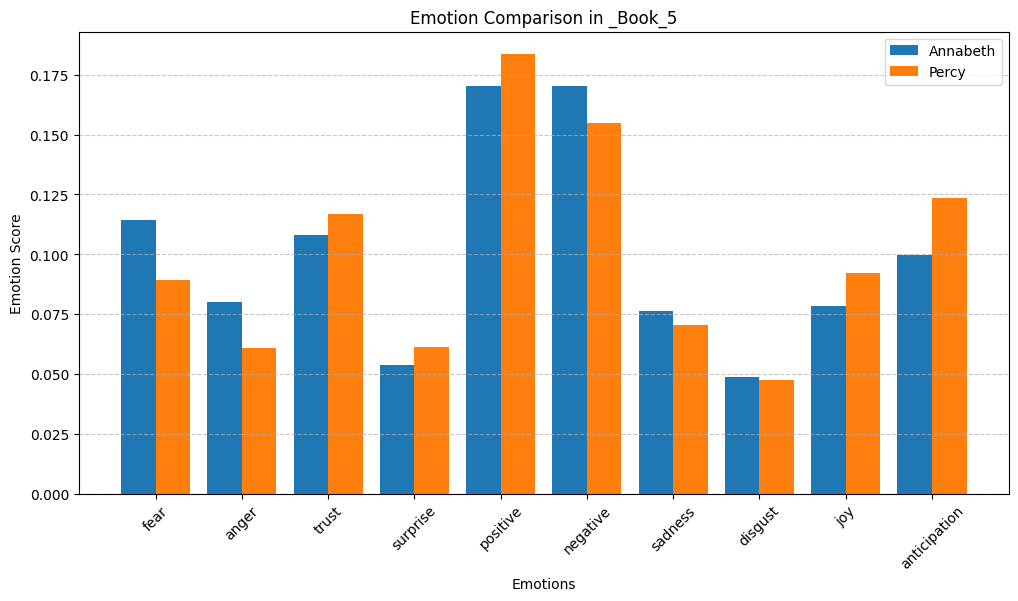 Emotion Comparison in _Book_5
Annabeth
Percy
Emotion Score
0.175
0.150
0.125
0.100
0.075
0.050
0.025
0.000
fear
anger
trust
surprise
positive
negative
sadness
disgust
joy
anticipation
Emotions